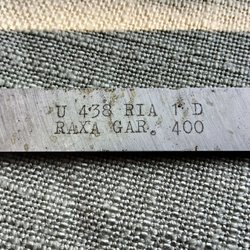 U 438 RIA 1 D
RAXA GAR. 400